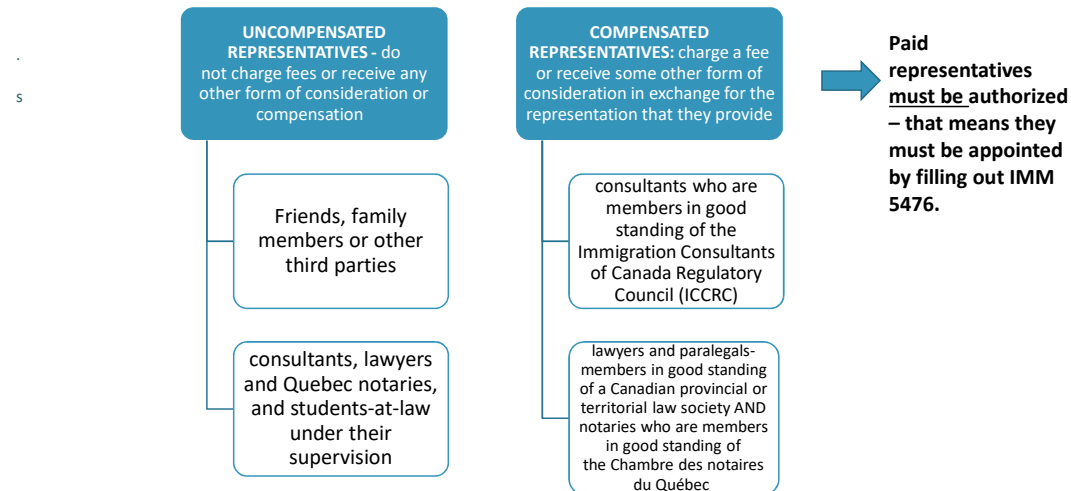 .
s
UNCOMPENSATED
REPRESENTATIVES - do
not charge fees or receive any
other form of consideration or
compensation
Friends, family
members or other
third parties
consultants, lawyers
and Quebec notaries,
and students-at-law
under their
supervision
COMPENSATED
REPRESENTATIVES: charge a fee
or receive some other form of
consideration in exchange for the
representation that they provide
consultants who are
members in good
standing of the
Immigration Consultants
of Canada Regulatory
Council (ICCRC)
lawyers and paralegals-
members in good standing
of a Canadian provincial or
territorial law society AND
notaries who are members
in good standing of
the Chambre des notaires
du Québec
Paid
representatives
must be authorized
– that means they
must be appointed
by filling out IMM
5476.